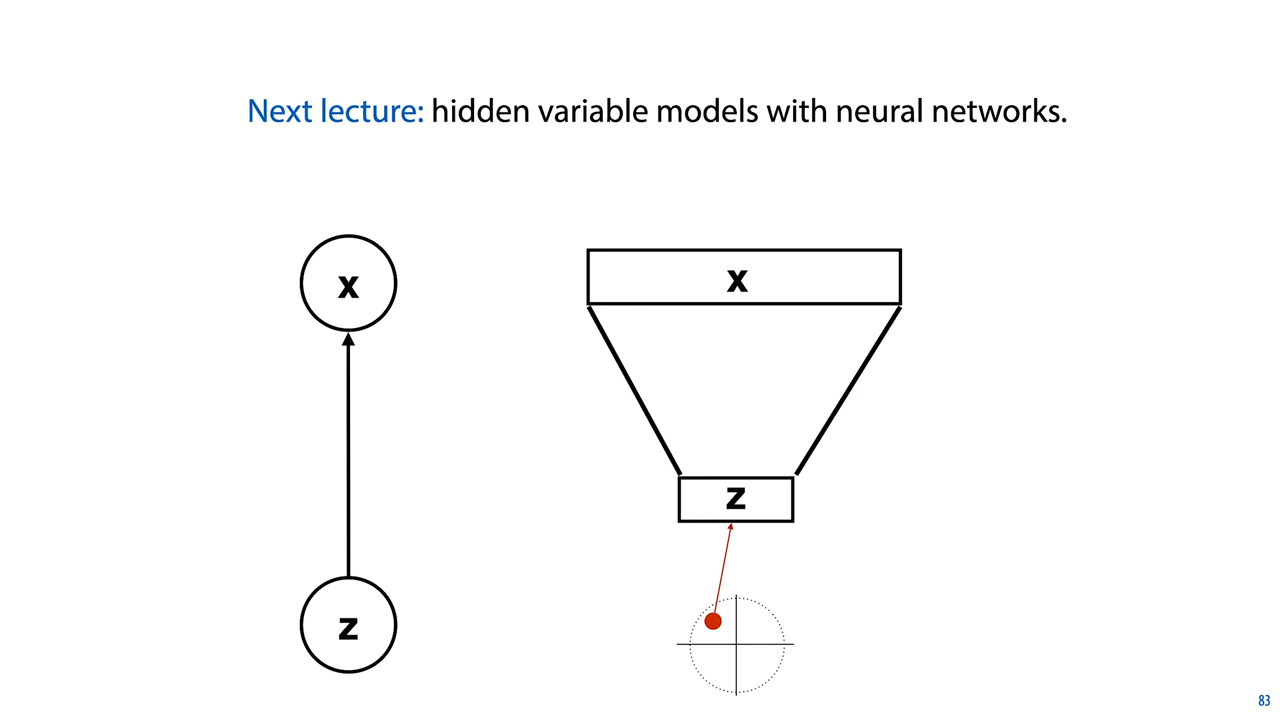 Next lecture: hidden variable models with neural networks.
x
x
z
z
83